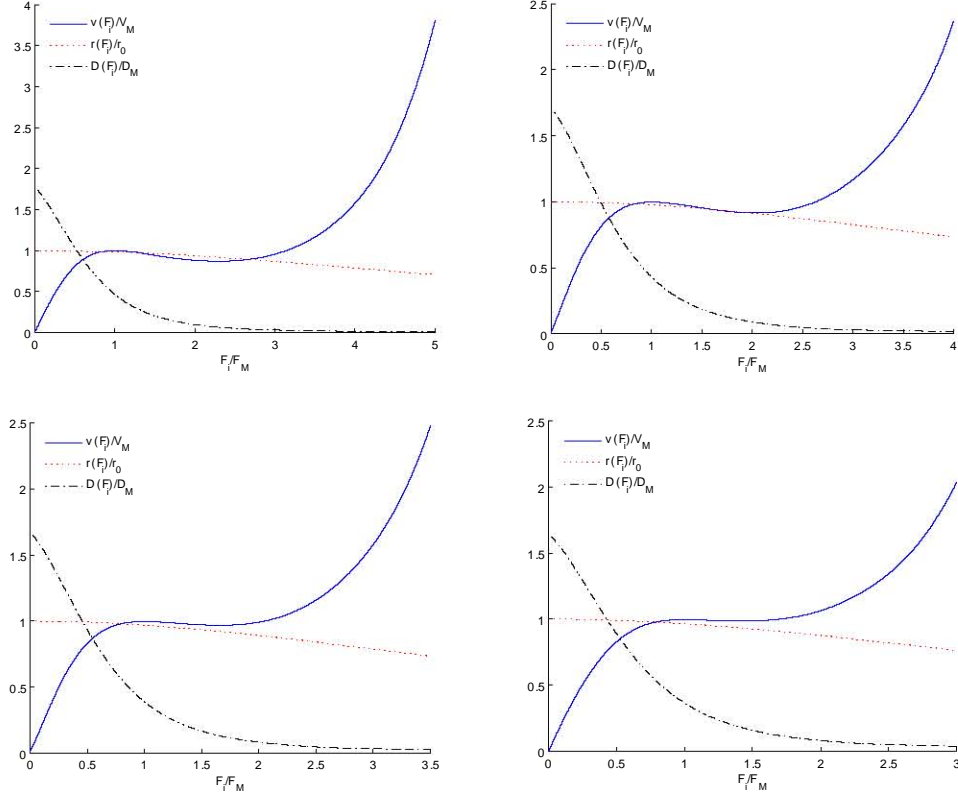 4
3.5
3
2.5
2
1.5
1
0.5
0
v(F_i)/V_M
r(F_i)/r_0
D(F_i)/D_M
0 1 2 3 4 5
F_i/F_M
2.5
2
1.5
1
0.5
0
v(F_i)/V_M
r(F_i)/r_0
D(F_i)/D_M
0 0.5 1 1.5 2 2.5 3 3.5 4
F_i/F_M
2.5
2
1.5
1
0.5
0
v(F_i)/V_M
r(F_i)/r_0
D(F_i)/D_M
0 0.5 1 1.5 2 2.5 3 3.5
F_i/F_M
2.5
2
1.5
1
0.5
0
v(F_i)/V_M
r(F_i)/r_0
D(F_i)/D_M
0 0.5 1 1.5 2 2.5 3
F_i/F_M